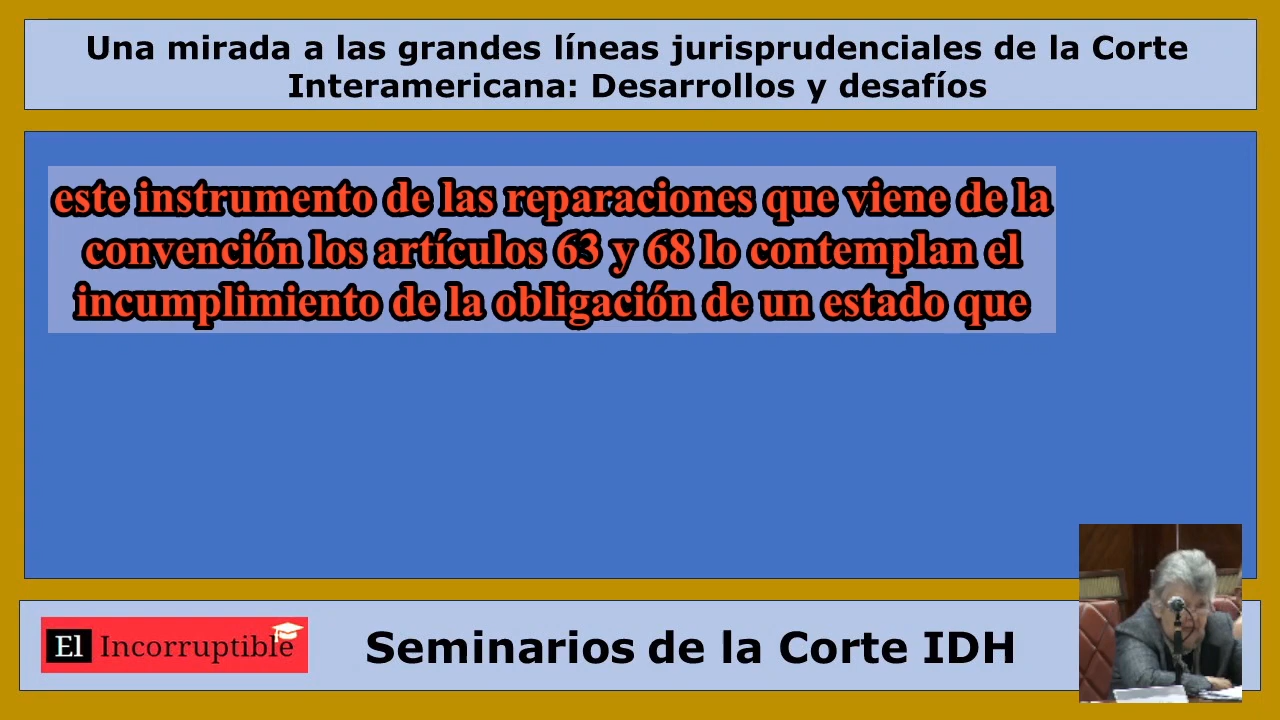 Una mirada a las grandes líneas jurisprudenciales de la Corte
Interamericana: Desarrollos y desafíos
este instrumento de las reparaciones que viene de la
convención los artículos 63 y 68 lo contemplan el
incumplimiento de la obligación de un estado que
El Incorruptible
Seminarios de la Corte IDH